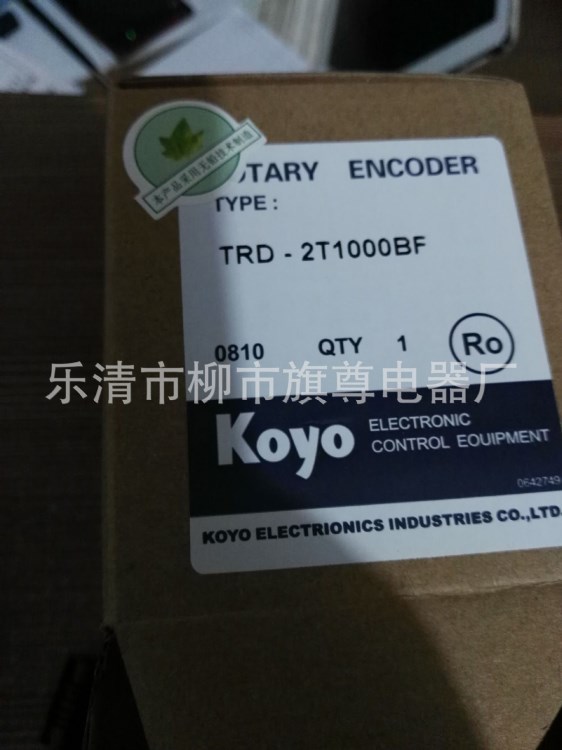 本产品采用无铅技术制造
ROTARY ENCODER
TYPE :
TRD - 2T1000BF
0810 QTY 1 Ro
乐清市柳市旗尊电器厂
Koyo ELECTRONIC
CONTROL EQUIPMENT
0642749
KOYO ELECTRIONICS INDUSTRIES CO.,LTD.